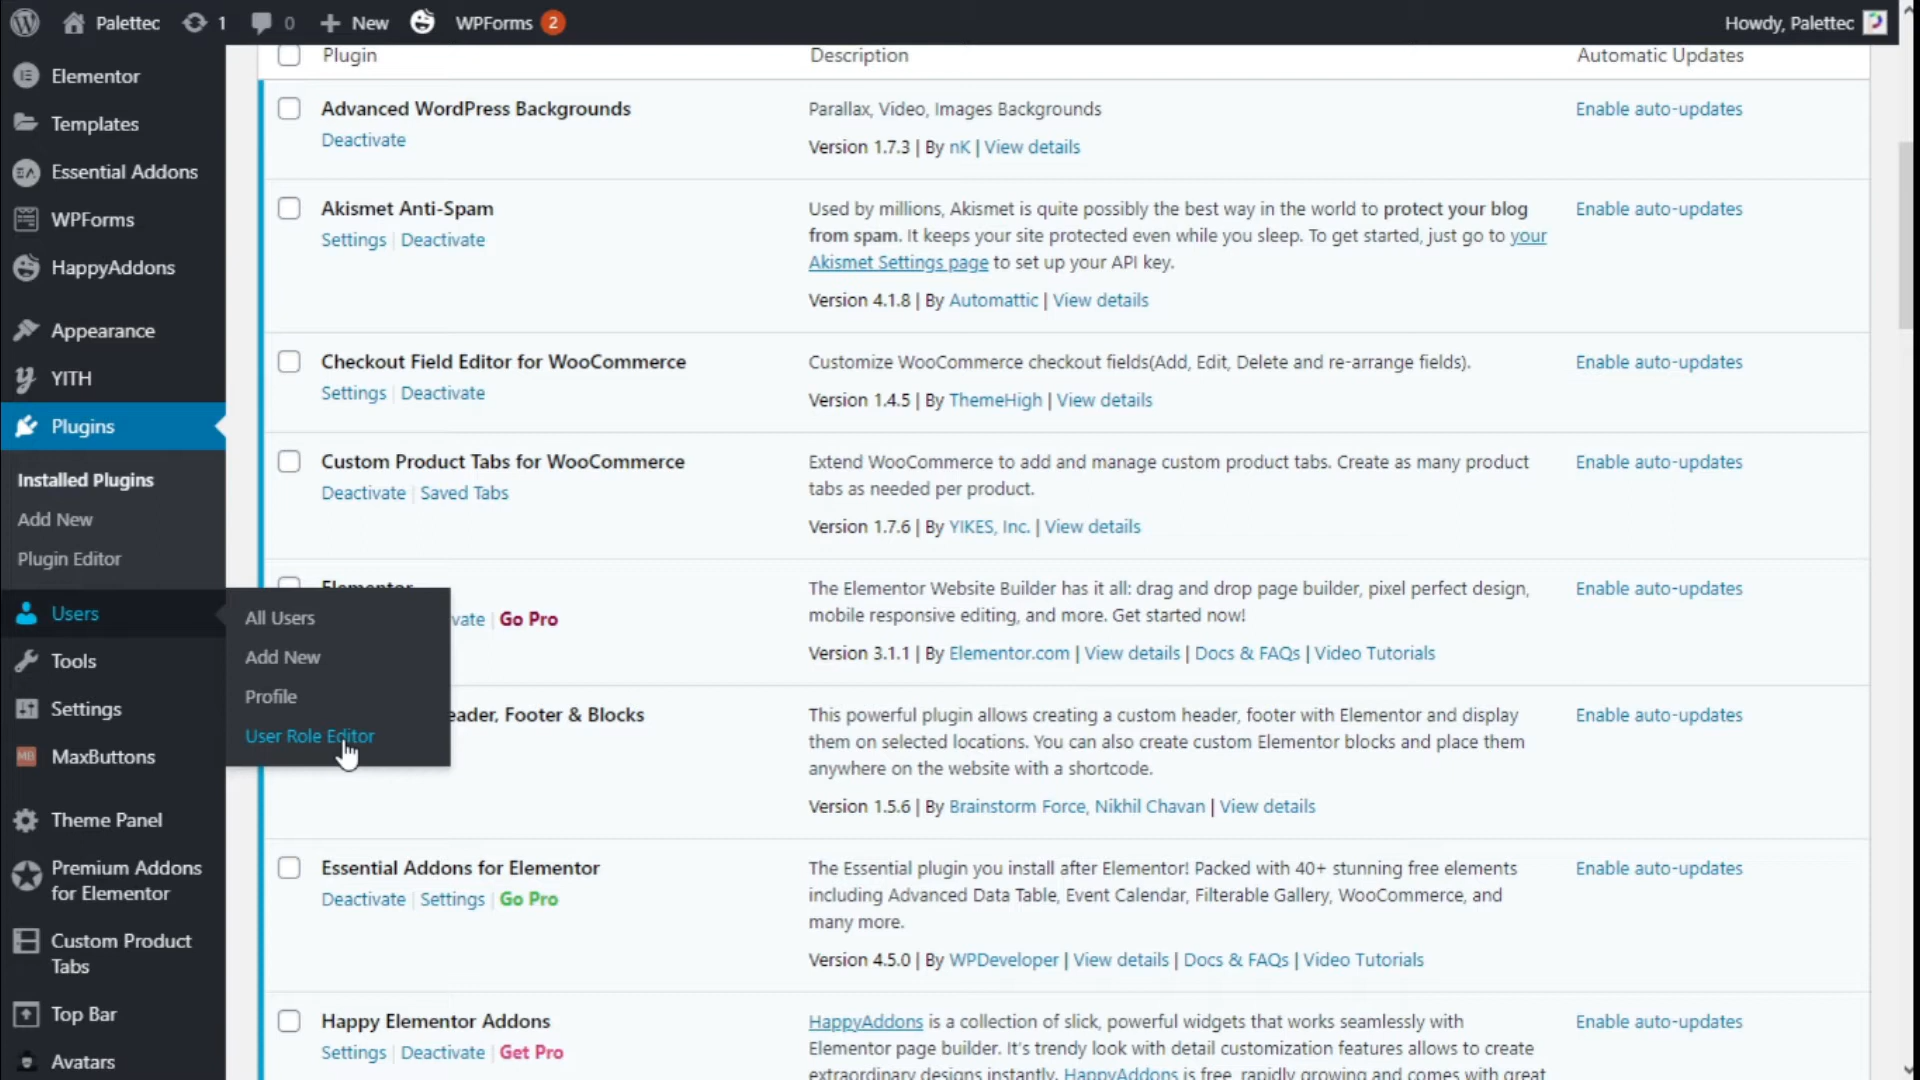 Palettec 1 0 New WPForms 2 Howdy, Palettec
Elementor
Templates
Essential Addons
WPForms
HappyAddons
Appearance
YITH
Plugins
Installed Plugins
Add New
Plugin Editor
Users
Tools
Settings
MaxButtons
Theme Panel
Premium Addons
for Elementor
Custom Product
Tabs
Top Bar
Avatars
All Users
Add New
Profile
User Role Editor
Plugin Description Automatic Updates
Advanced WordPress Backgrounds
Deactivate
Parallax, Video, Images Backgrounds
Version 1.7.3 | By nK | View details
Enable auto-updates
Akismet Anti-Spam
Settings | Deactivate
Used by millions, Akismet is quite possibly the best way in the world to protect your blog
from spam. It keeps your site protected even while you sleep. To get started, just go to your
Akismet Settings page to set up your API key.
Version 4.1.8 | By Automattic | View details
Enable auto-updates
Checkout Field Editor for WooCommerce
Settings | Deactivate
Customize WooCommerce checkout fields(Add, Edit, Delete and re-arrange fields).
Version 1.4.5 | By ThemeHigh | View details
Enable auto-updates
Custom Product Tabs for WooCommerce
Deactivate | Saved Tabs
Extend WooCommerce to add and manage custom product tabs. Create as many product
tabs as needed per product.
Version 1.7.6 | By YIKES, Inc. | View details
Enable auto-updates
Elementor
vate | Go Pro
The Elementor Website Builder has it all: drag and drop page builder, pixel perfect design,
mobile responsive editing, and more. Get started now!
Version 3.1.1 | By Elementor.com | View details | Docs & FAQs | Video Tutorials
Enable auto-updates
eader, Footer & Blocks
This powerful plugin allows creating a custom header, footer with Elementor and display
them on selected locations. You can also create custom Elementor blocks and place them
anywhere on the website with a shortcode.
Version 1.5.6 | By Brainstorm Force, Nikhil Chavan | View details
Enable auto-updates
Essential Addons for Elementor
Deactivate | Settings | Go Pro
The Essential plugin you install after Elementor! Packed with 40+ stunning free elements
including Advanced Data Table, Event Calendar, Filterable Gallery, WooCommerce, and
many more.
Version 4.5.0 | By WPDeveloper | View details | Docs & FAQs | Video Tutorials
Enable auto-updates
Happy Elementor Addons
Settings | Deactivate | Get Pro
HappyAddons is a collection of slick, powerful widgets that works seamlessly with
Elementor page builder. It's trendy look with detail customization features allows to create
extraordinary designs instantly. HappyAddons is free, rapidly growing and comes with great
Enable auto-updates